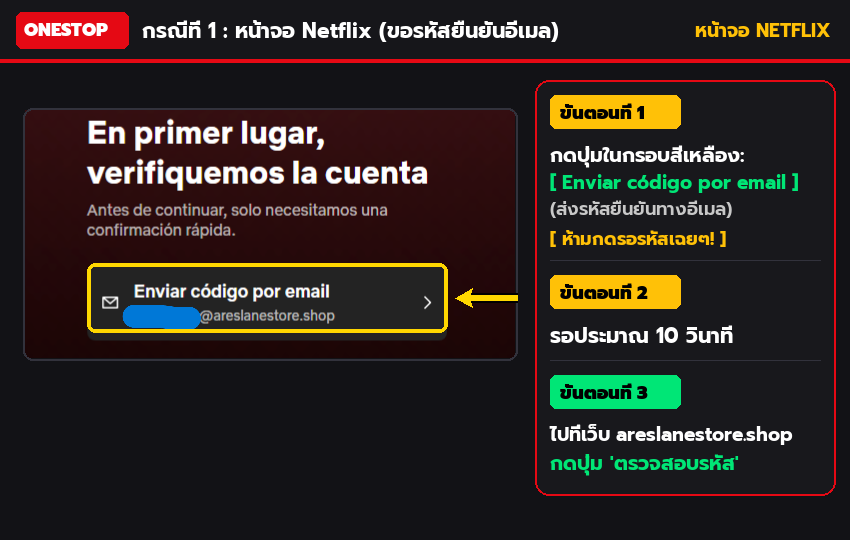 ONESTOP
กรณีที่ 1 : หน้าจอ Netflix (ขอรหัสยืนยันอีเมล)
หน้าจอ NETFLIX
En primer lugar,
verifiquemos la cuenta
Antes de continuar, solo necesitamos una
confirmación rápida.
Enviar código por email
@areslanestore.shop
ขั้นตอนที่ 1
กดปุ่มในกรอบสีเหลือง:
[ Enviar código por email ]
(ส่งรหัสยืนยันทางอีเมล)
[ ห้ามกดรอรหัสเฉยๆ! ]
ขั้นตอนที่ 2
รอประมาณ 10 วินาที
ขั้นตอนที่ 3
ไปที่เว็บ areslanestore.shop
กดปุ่ม 'ตรวจสอบรหัส'